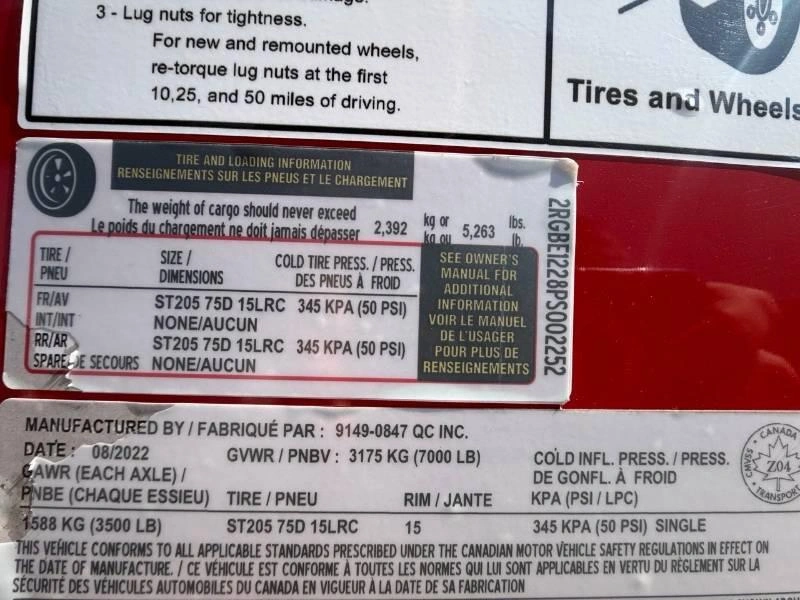 3 - Lug nuts for tightness.
For new and remounted wheels,
re-torque lug nuts at the first
10,25, and 50 miles of driving.
Tires and Wheels
TIRE AND LOADING INFORMATION
RENSEIGNEMENTS SUR LES PNEUS ET LE CHARGEMENT
The weight of cargo should never exceed
Le poids du chargement ne doit jamais dépasser
2,392
kg or
kg ou
5,263
lbs.
lb.
TIRE /
PNEU
SIZE /
DIMENSIONS
COLD TIRE PRESS. / PRESS.
DES PNEUS À FROID
FR/AV ST205 75D 15LRC 345 KPA (50 PSI)
INT/INT NONE/AUCUN
RR/AR ST205 75D 15LRC 345 KPA (50 PSI)
SPARE/DE SECOURS NONE/AUCUN
SEE OWNER'S
MANUAL FOR
ADDITIONAL
INFORMATION
VOIR LE MANUEL
DE L'USAGER
POUR PLUS DE
RENSEIGNEMENTS
2RGBE1228PS002252
MANUFACTURED BY / FABRIQUÉ PAR : 9149-0847 QC INC.
DATE : 08/2022 GVWR / PNBV : 3175 KG (7000 LB)
GAWR (EACH AXLE) /
PNBE (CHAQUE ESSIEU) TIRE / PNEU RIM / JANTE
COLD INFL. PRESS. / PRESS.
DE GONFL. À FROID
KPA (PSI / LPC)
1588 KG (3500 LB) ST205 75D 15LRC 15 345 KPA (50 PSI) SINGLE
CANADA
CMVSS
Z04
TRANSPORT
THIS VEHICLE CONFORMS TO ALL APPLICABLE STANDARDS PRESCRIBED UNDER THE CANADIAN MOTOR VEHICLE SAFETY REGULATIONS IN EFFECT ON
THE DATE OF MANUFACTURE. / CE VÉHICULE EST CONFORME À TOUTES LES NORMES QUI LUI SONT APPLICABLES EN VERTU DU RÈGLEMENT SUR LA
SÉCURITÉ DES VÉHICULES AUTOMOBILES DU CANADA EN VIGUEUR À LA DATE DE SA FABRICATION